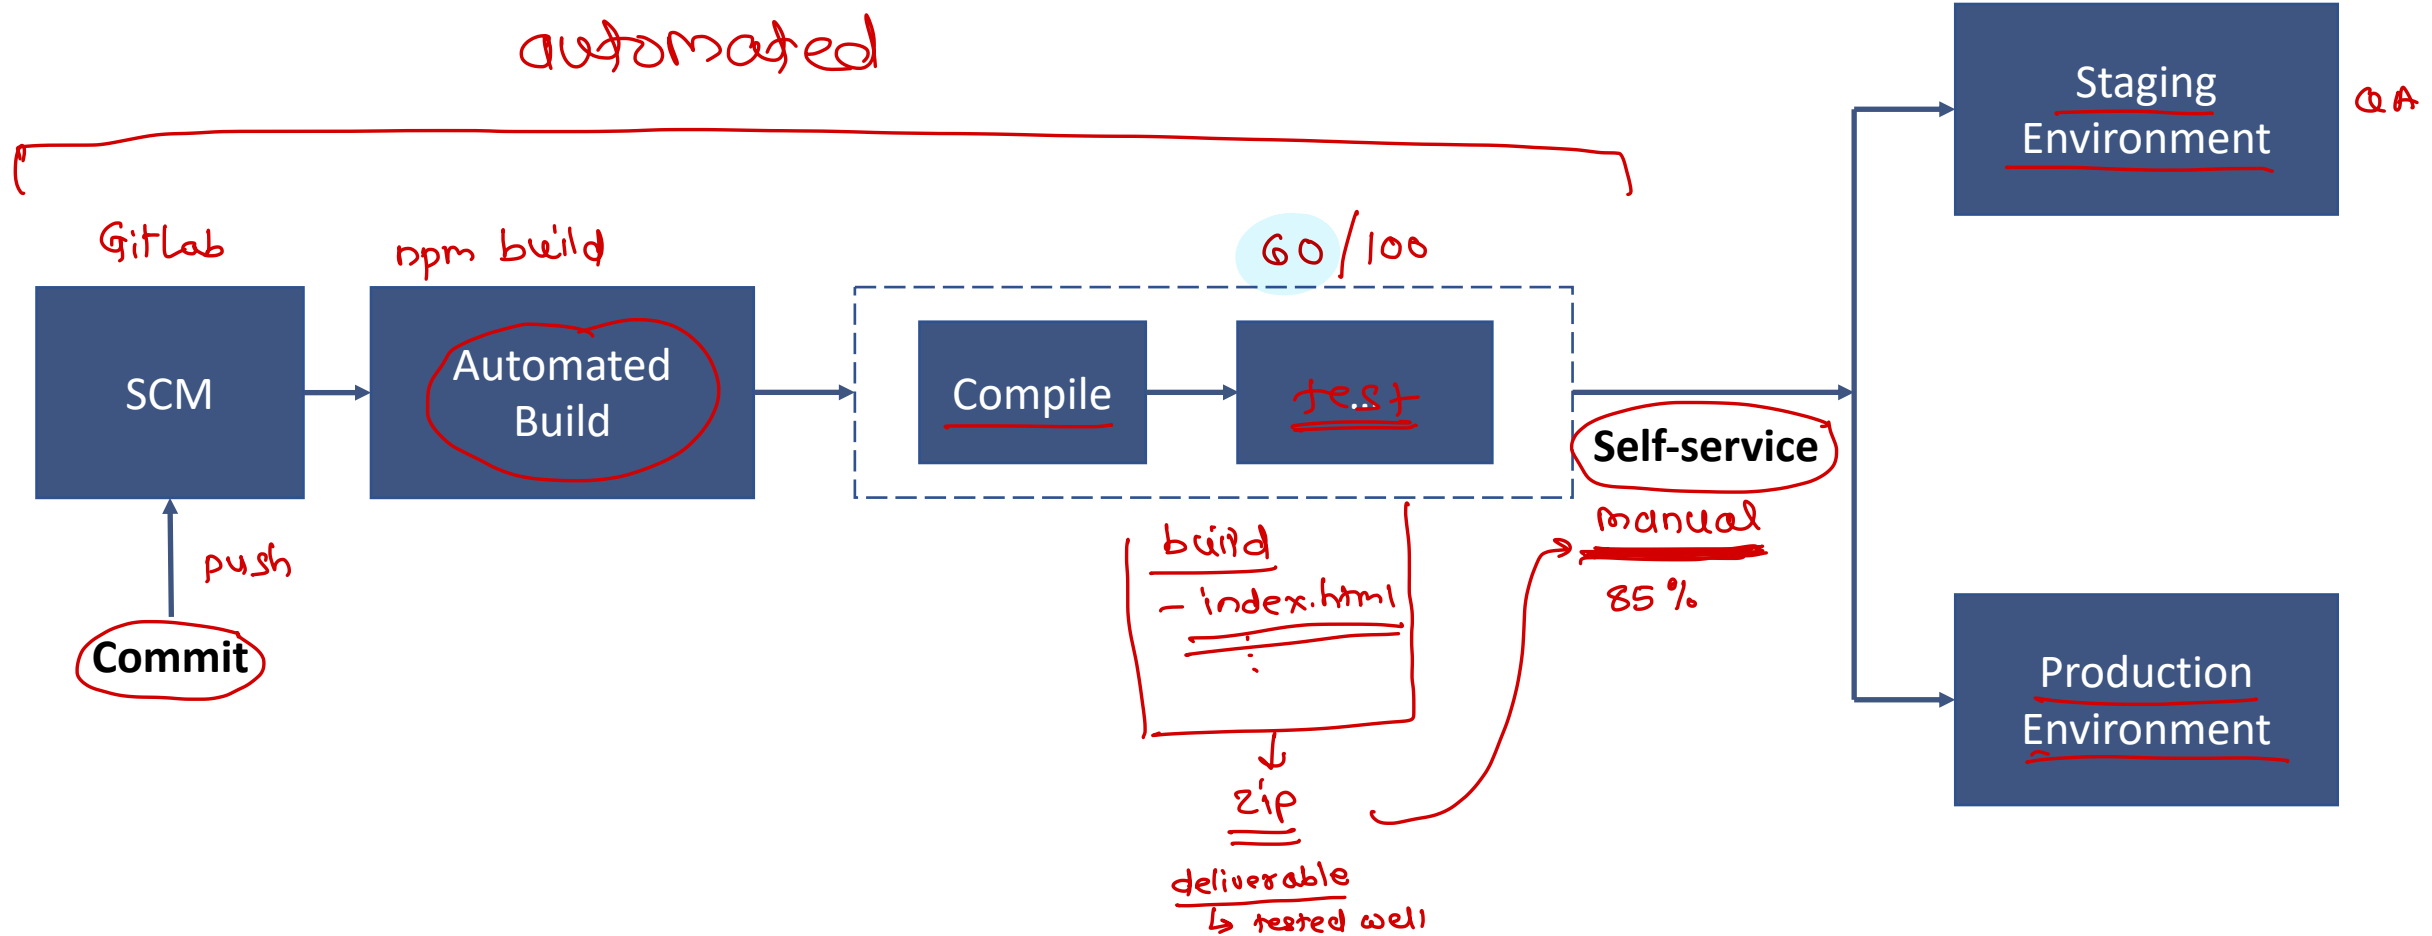 automated
Staging
Environment
QA
GitLab
npm build
60/100
SCM
Automated
Build
Compile
test
...
Self-service
manual
85%
push
Commit
build
- index.html
zip
deliverable
↳ tested well
Production
Environment